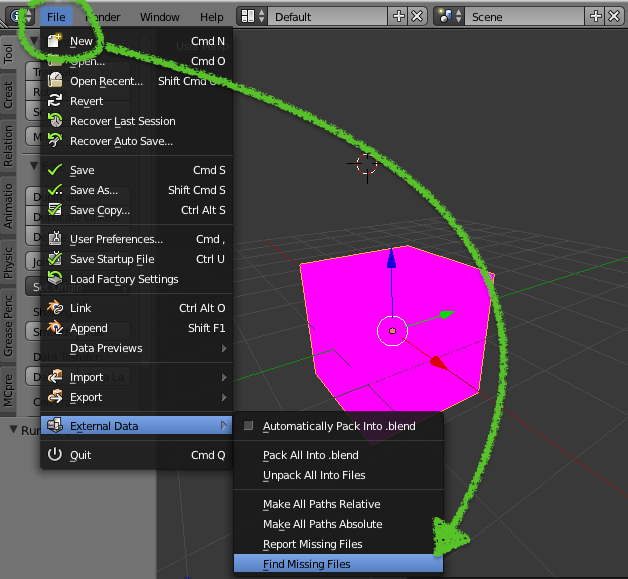 File Render Window Help Default Scene
New Cmd N
Open... Cmd O
Open Recent... Shift Cmd O
Revert
Recover Last Session
Recover Auto Save...
Save Cmd S
Save As... Shift Cmd S
Save Copy... Ctrl Alt S
User Preferences... Cmd ,
Save Startup File Ctrl U
Load Factory Settings
Link Ctrl Alt O
Append Shift F1
Data Previews
Import
Export
External Data
Quit Cmd Q
Automatically Pack Into .blend
Pack All Into .blend
Unpack All Into Files
Make All Paths Relative
Make All Paths Absolute
Report Missing Files
Find Missing Files
Tool
Creat
Relation
Animatio
Physic
Grease Penc
MCpre